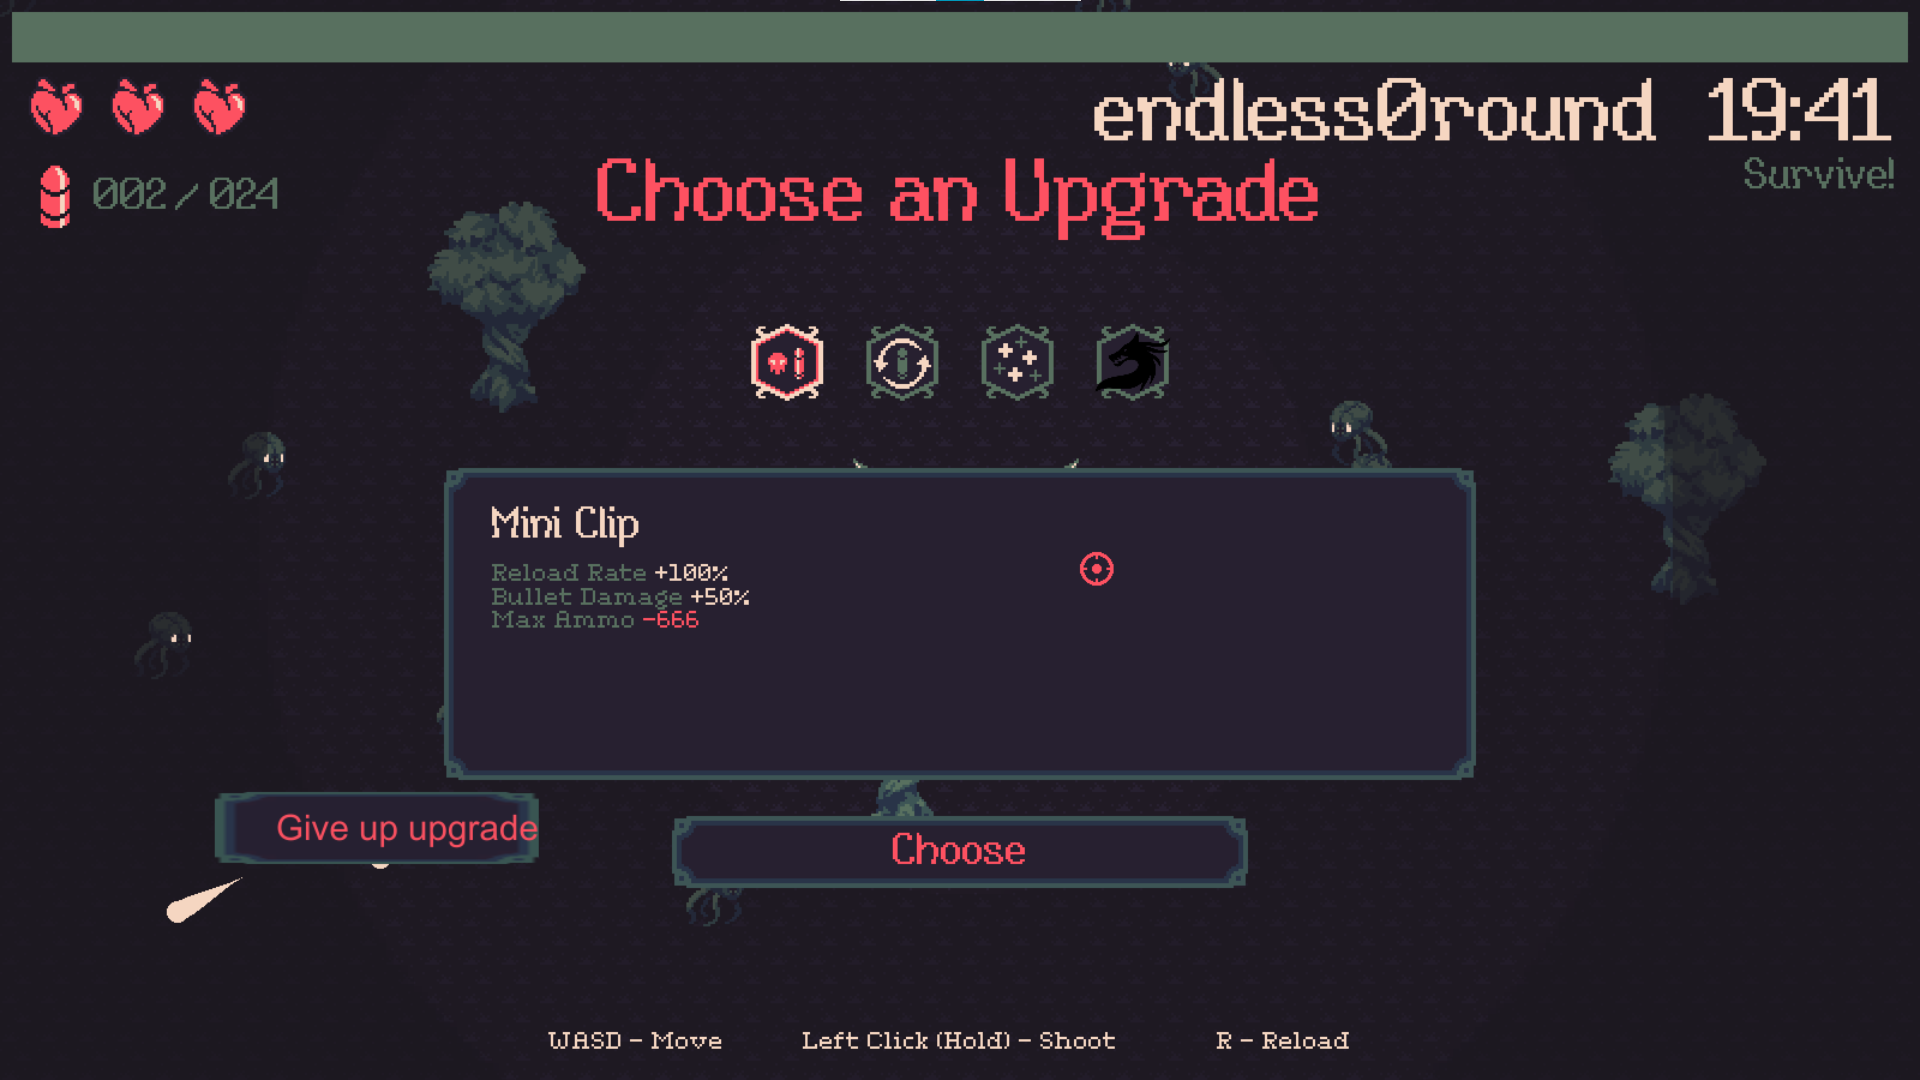 endless0round 19:41
002/024
Survive!
Choose an Upgrade
Mini Clip
Reload Rate +100%
Bullet Damage +50%
Max Ammo -666
Give up upgrade
Choose
WASD - Move
Left Click (Hold) - Shoot
R - Reload